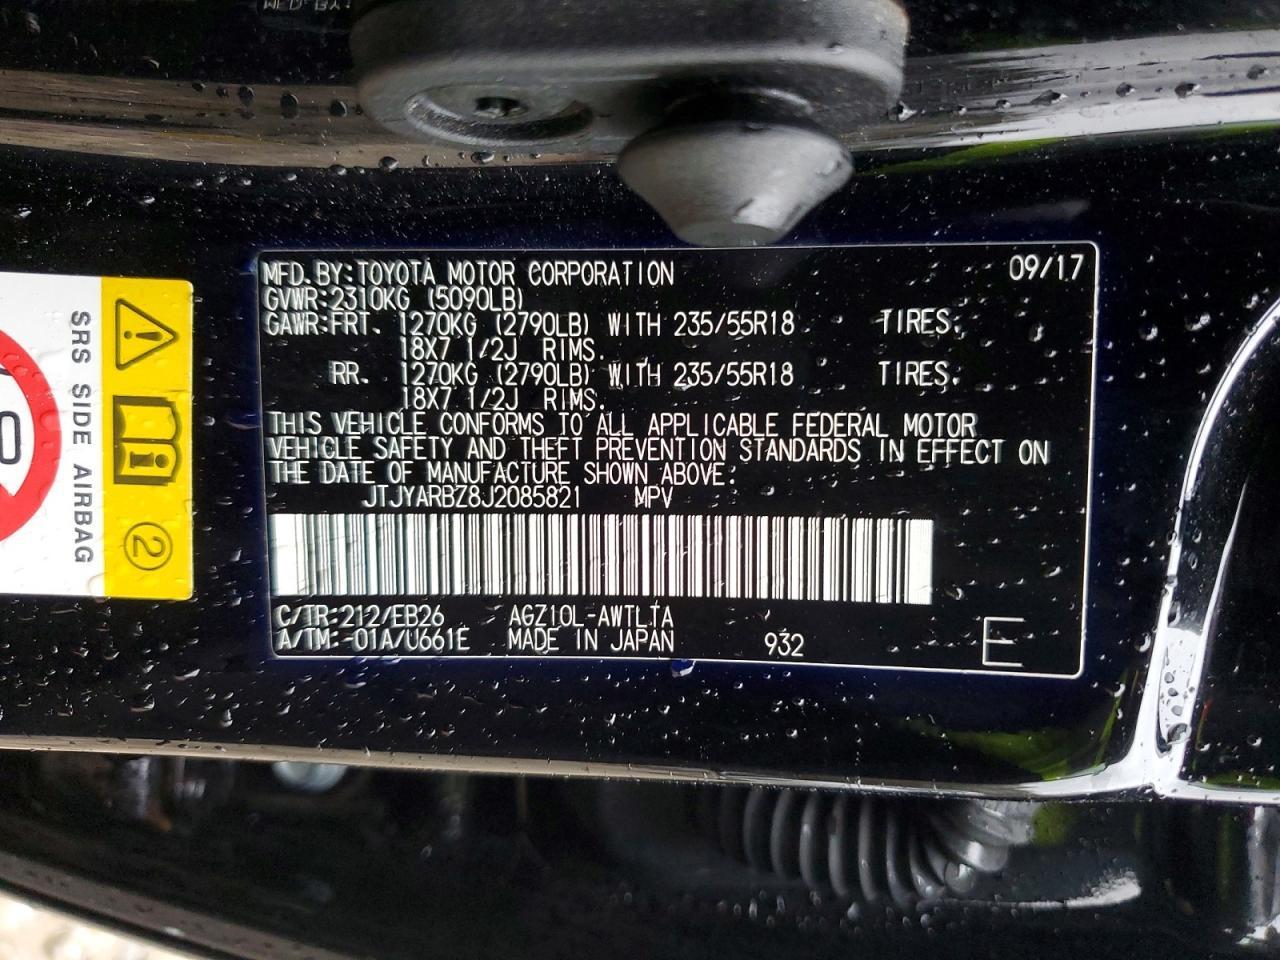 MFD. BY: TOYOTA MOTOR CORPORATION 09/17
GVWR: 2310KG (5090LB)
GAWR: FRT. 1270KG (2790LB) WITH 235/55R18 TIRES,
18X7 1/2J RIMS.
RR. 1270KG (2790LB) WITH 235/55R18 TIRES,
18X7 1/2J RIMS.
THIS VEHICLE CONFORMS TO ALL APPLICABLE FEDERAL MOTOR
VEHICLE SAFETY AND THEFT PREVENTION STANDARDS IN EFFECT ON
THE DATE OF MANUFACTURE SHOWN ABOVE.
JTJYARBZ8J2085821 MPV
C/TR: 212/EB26 AGZ10L-AWTLTA
A/TM: -01A/U661E MADE IN JAPAN 932 E
SRS SIDE AIRBAG
2